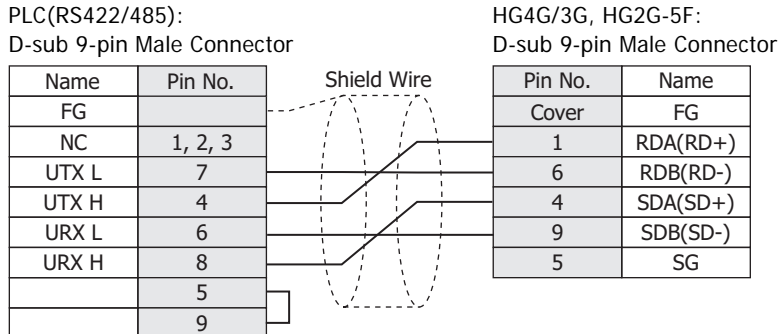 PLC(RS422/485):
D-sub 9-pin Male Connector
HG4G/3G, HG2G-5F:
D-sub 9-pin Male Connector
Name Pin No.
FG
NC 1, 2, 3
UTX L 7
UTX H 4
URX L 6
URX H 8
5
9
Shield Wire
Pin No. Name
Cover FG
1 RDA(RD+)
6 RDB(RD-)
4 SDA(SD+)
9 SDB(SD-)
5 SG